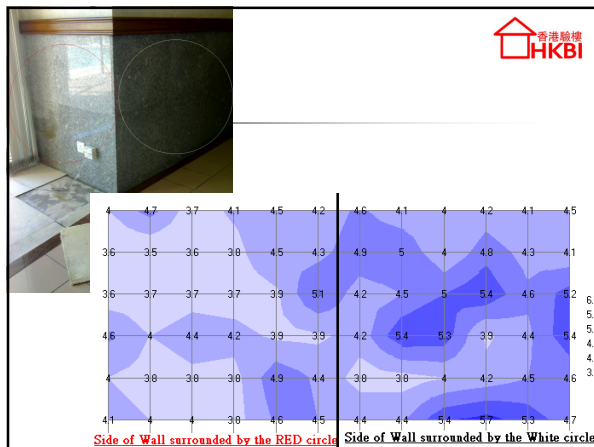 香港驗樓
HKBI
4 4.7 3.7 4.1 4.5 4.2 4.6 4.1 4 4.2 4.1 4.5
3.6 3.5 3.6 3.8 4.5 4.3 4.9 5 4 3.8 4.3 4.1
3.6 3.7 3.7 3.9 3.9 5.1 4.2 4.5 5 5.4 4.6 5.2
4.6 4 4.4 4.2 3.9 3.9 4.2 5.4 5.3 3.9 4.4 5.4
4 4 3.8 3.8 4.9 4.4 3.8 3.8 4 4.2 4.5 4.6
4.1 4 3.8 3.8 4.6 4.5 4.4 4.4 5.4 5.7 5.3 4.7
6.
5.
5.
4.
4.
3.
Side of Wall surrounded by the RED circle
Side of Wall surrounded by the White circle